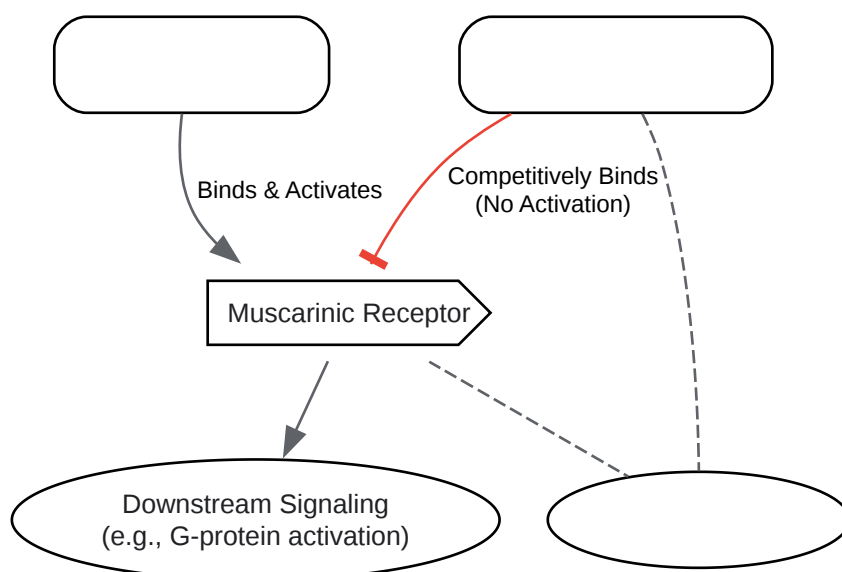 Binds & Activates
Competitively Binds
(No Activation)
Muscarinic Receptor
Downstream Signaling
(e.g., G-protein activation)